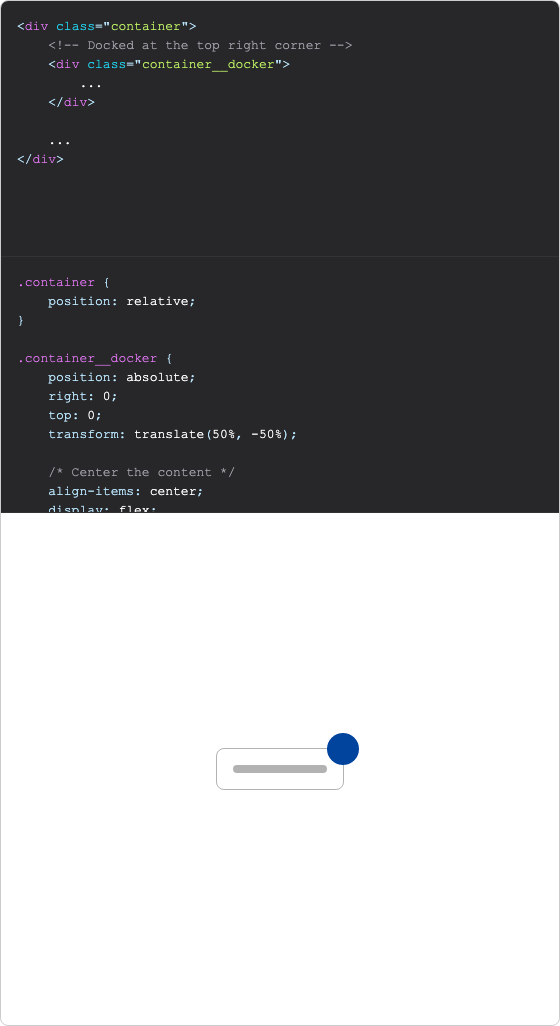 <div class="container">
    <!-- Docked at the top right corner -->
    <div class="container__docker">
        ...
    </div>

    ...
</div>
.container {
    position: relative;
}

.container__docker {
    position: absolute;
    right: 0;
    top: 0;
    transform: translate(50%, -50%);

    /* Center the content */
    align-items: center;
    display: flex;